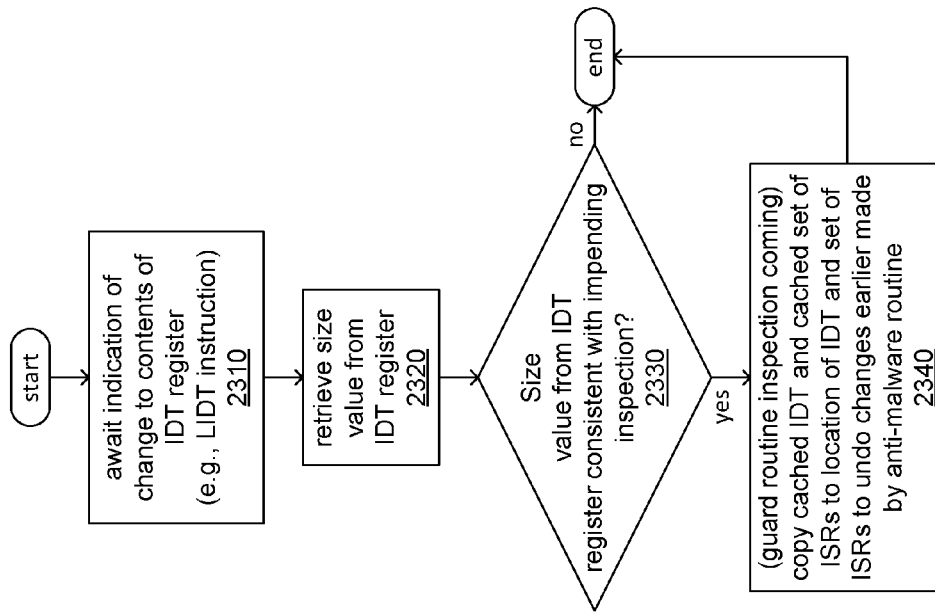 start
await indication of
change to contents of
IDT register
(e.g., LIDT instruction)
2310
retrieve size
value from
IDT register
2320
Size
value from IDT
register consistent with impending
inspection?
2330
no
end
yes
(guard routine inspection coming)
copy cached IDT and cached set of
ISRs to location of IDT and set of
ISRs to undo changes earlier made
by anti-malware routine
2340